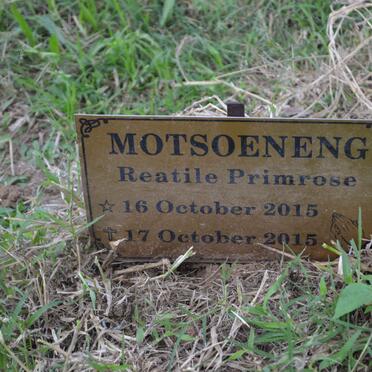 MOTSOENENG
Reatile Primrose
☆ 16 October 2015
✝ 17 October 2015